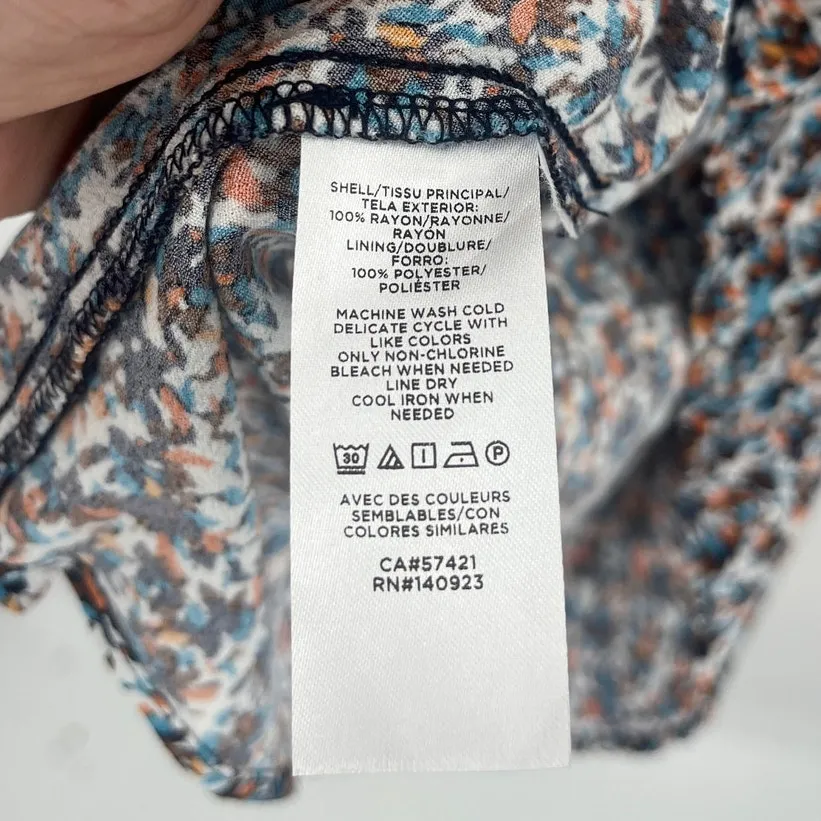 SHELL/TISSU PRINCIPAL/
TELA EXTERIOR:
100% RAYON/RAYONNE/
RAYÓN
LINING/DOUBLURE/
FORRO:
100% POLYESTER/
POLIÉSTER
MACHINE WASH COLD
DELICATE CYCLE WITH
LIKE COLORS
ONLY NON-CHLORINE
BLEACH WHEN NEEDED
LINE DRY
COOL IRON WHEN
NEEDED
30 P
AVEC DES COULEURS
SEMBLABLES/CON
COLORES SIMILARES
CA#57421
RN#140923